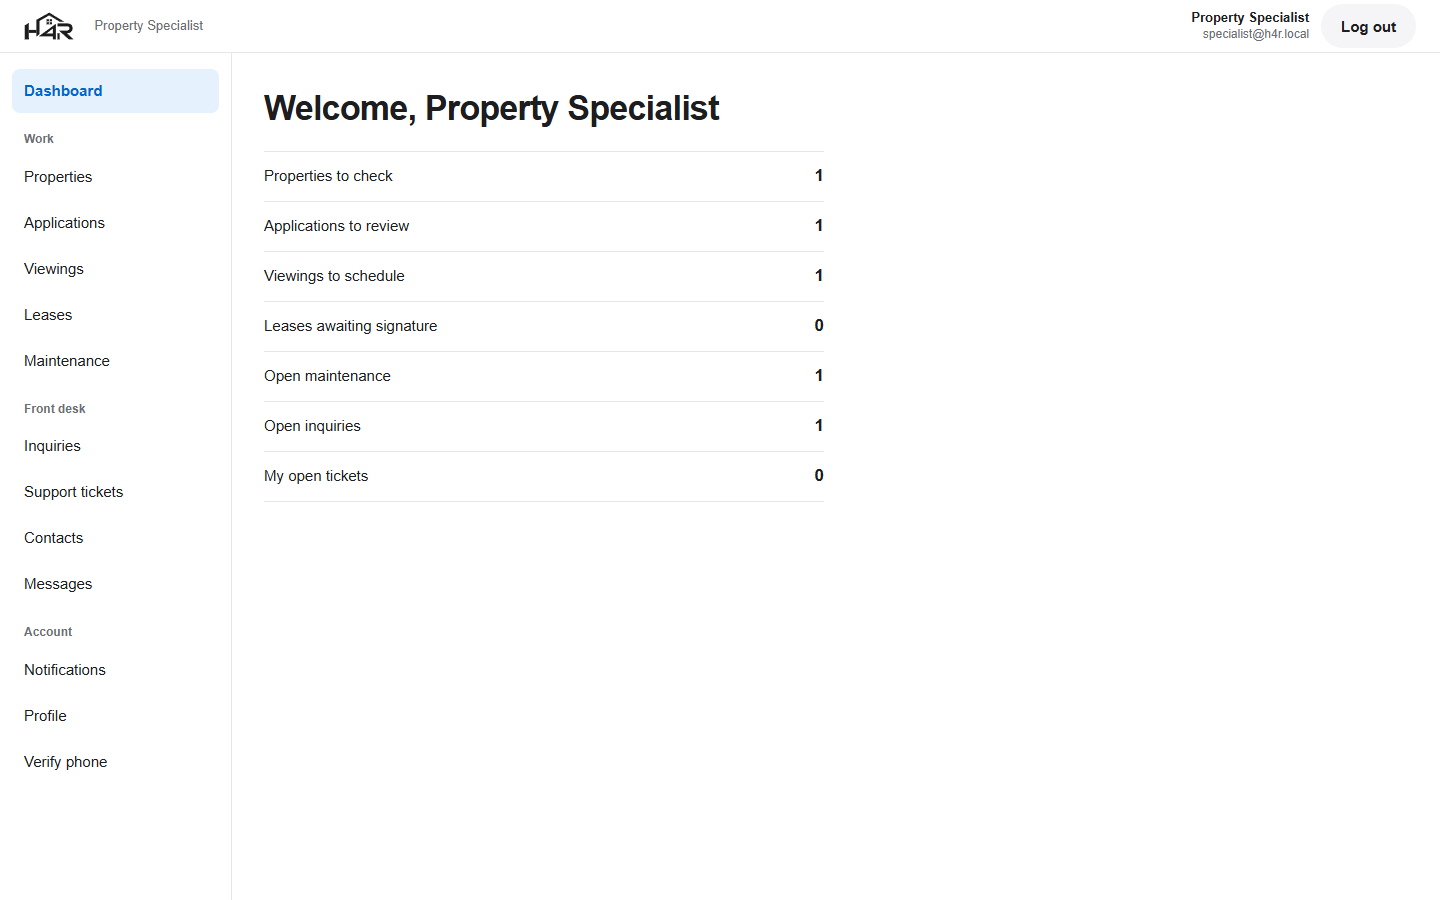 H4R
Property Specialist
Property Specialist
specialist@h4r.local
Log out
Dashboard
Work
Properties
Applications
Viewings
Leases
Maintenance
Front desk
Inquiries
Support tickets
Contacts
Messages
Account
Notifications
Profile
Verify phone
Welcome, Property Specialist
Properties to check 1
Applications to review 1
Viewings to schedule 1
Leases awaiting signature 0
Open maintenance 1
Open inquiries 1
My open tickets 0